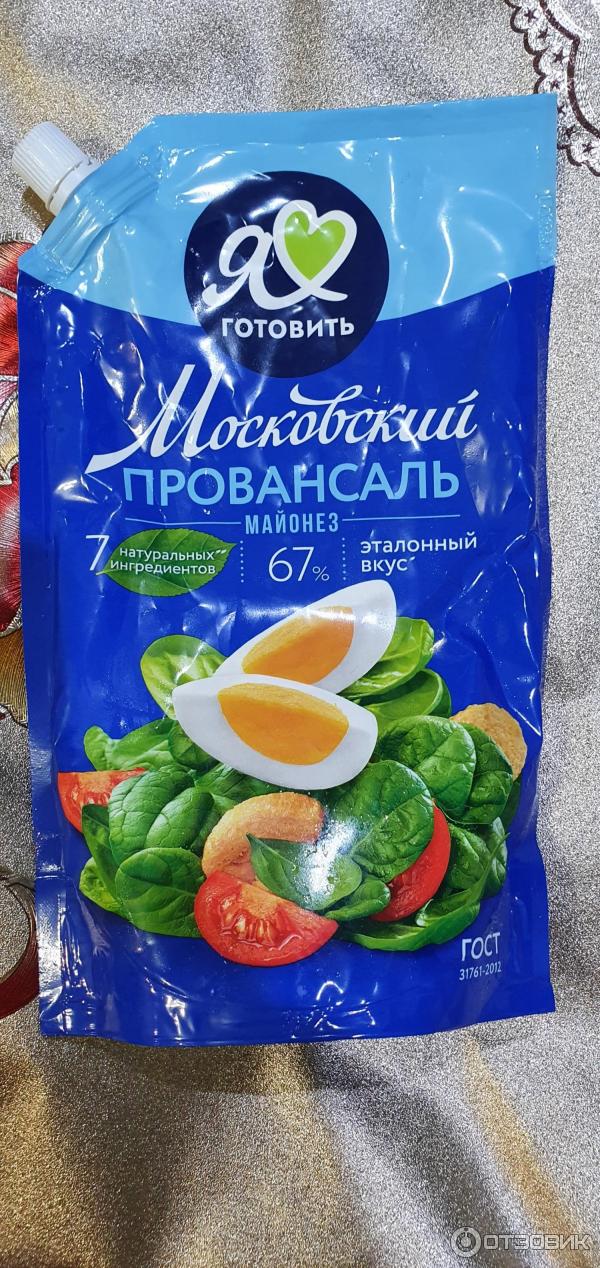 Я
ГОТОВИТЬ
Московский
ПРОВАНСАЛЬ
МАЙОНЕЗ
7 натуральных**
ингредиентов
67%
эталонный
вкус*
ГОСТ
31761-2012
ОТЗОВИК